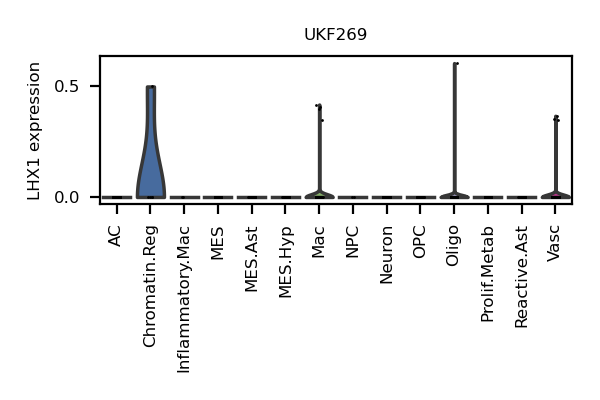 UKF269
LHX1 expression
0.5
0.0
AC
Chromatin.Reg
Inflammatory.Mac
MES
MES.Ast
MES.Hyp
Mac
NPC
Neuron
OPC
Oligo
Prolif.Metab
Reactive.Ast
Vasc